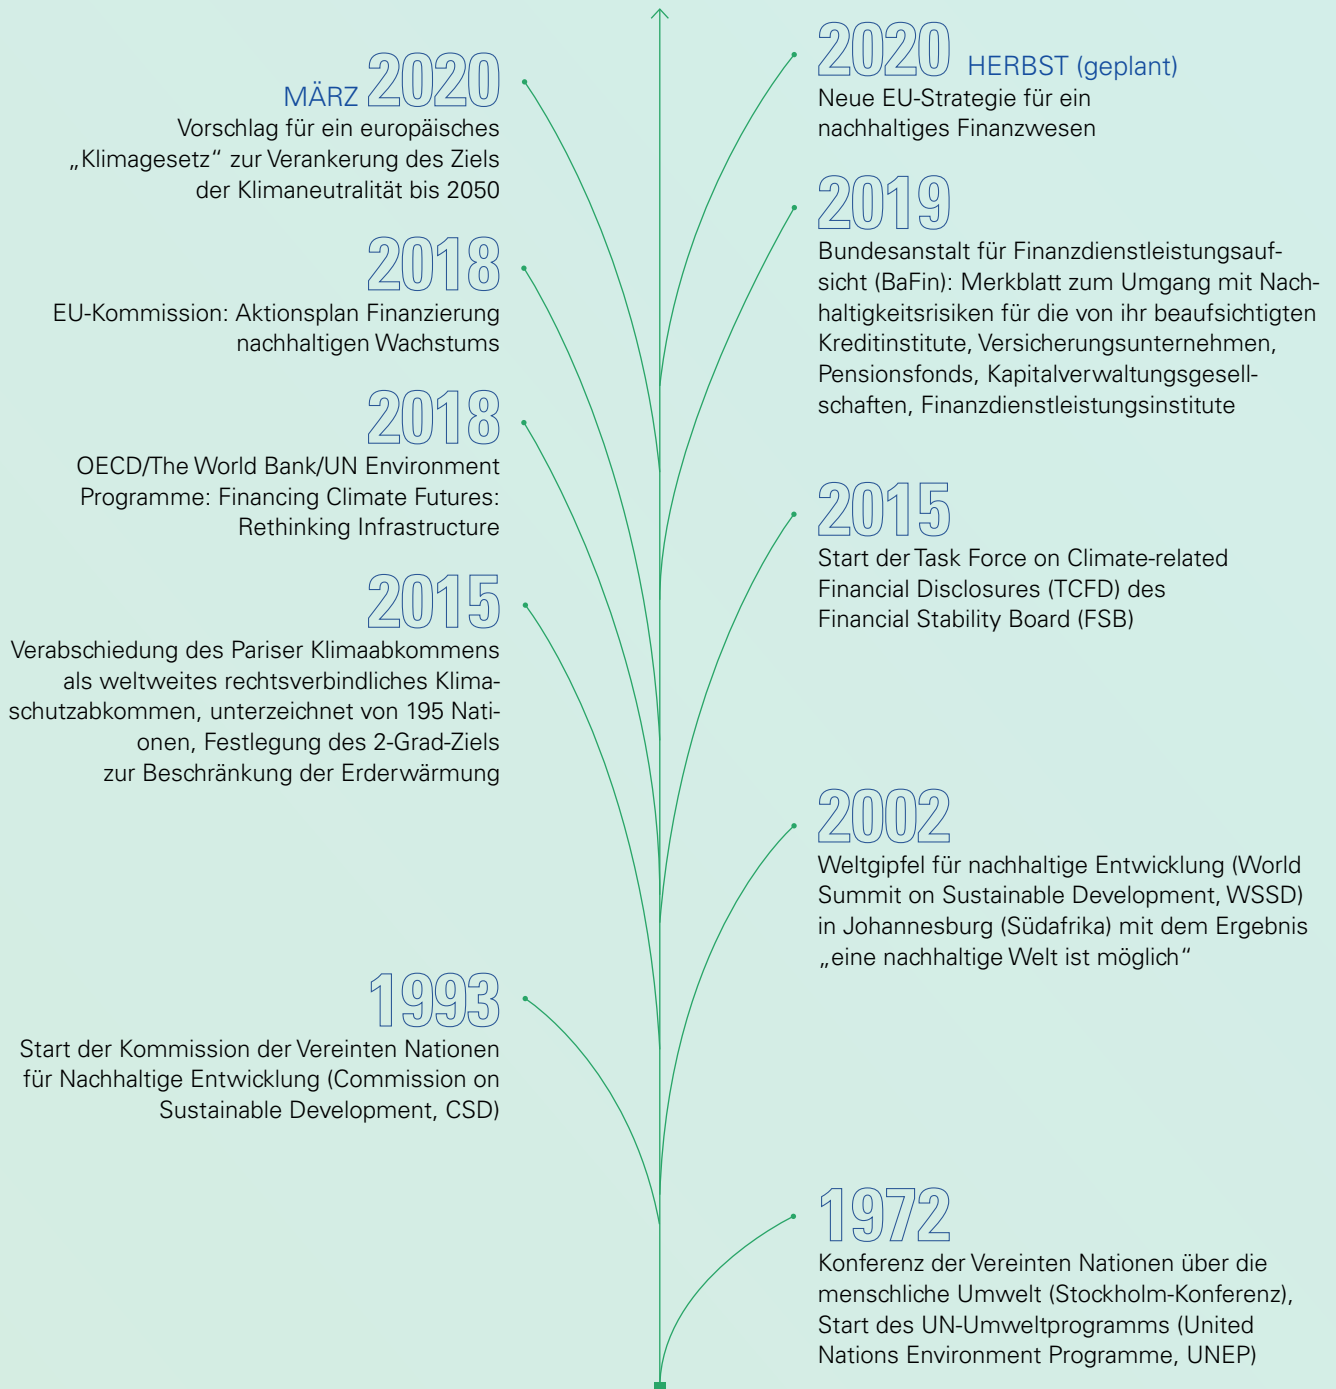 MÄRZ 2020
Vorschlag für ein europäisches
„Klimagesetz“ zur Verankerung des Ziels
der Klimaneutralität bis 2050
2018
EU-Kommission: Aktionsplan Finanzierung
nachhaltigen Wachstums
2018
OECD/The World Bank/UN Environment
Programme: Financing Climate Futures:
Rethinking Infrastructure
2015
Verabschiedung des Pariser Klimaabkommens
als weltweites rechtsverbindliches Klima-
schutzabkommen, unterzeichnet von 195 Nati-
onen, Festlegung des 2-Grad-Ziels
zur Beschränkung der Erderwärmung
1993
Start der Kommission der Vereinten Nationen
für Nachhaltige Entwicklung (Commission on
Sustainable Development, CSD)
2020 HERBST (geplant)
Neue EU-Strategie für ein
nachhaltiges Finanzwesen
2019
Bundesanstalt für Finanzdienstleistungsauf-
sicht (BaFin): Merkblatt zum Umgang mit Nach-
haltigkeitsrisiken für die von ihr beaufsichtigten
Kreditinstitute, Versicherungsunternehmen,
Pensionsfonds, Kapitalverwaltungsgesell-
schaften, Finanzdienstleistungsinstitute
2015
Start der Task Force on Climate-related
Financial Disclosures (TCFD) des
Financial Stability Board (FSB)
2002
Weltgipfel für nachhaltige Entwicklung (World
Summit on Sustainable Development, WSSD)
in Johannesburg (Südafrika) mit dem Ergebnis
„eine nachhaltige Welt ist möglich“
1972
Konferenz der Vereinten Nationen über die
menschliche Umwelt (Stockholm-Konferenz),
Start des UN-Umweltprogramms (United
Nations Environment Programme, UNEP)